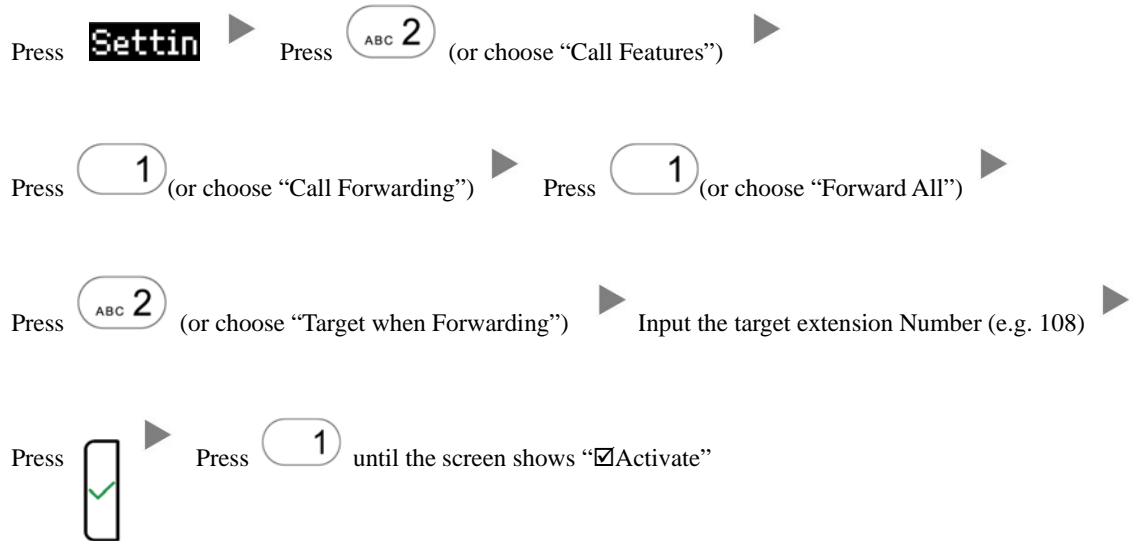 Press Settin Press ABC 2 (or choose “Call Features”)
Press 1 (or choose “Call Forwarding”) Press 1 (or choose “Forward All”)
Press ABC 2 (or choose “Target when Forwarding”) Input the target extension Number (e.g. 108)
Press Press 1 until the screen shows “☑Activate”